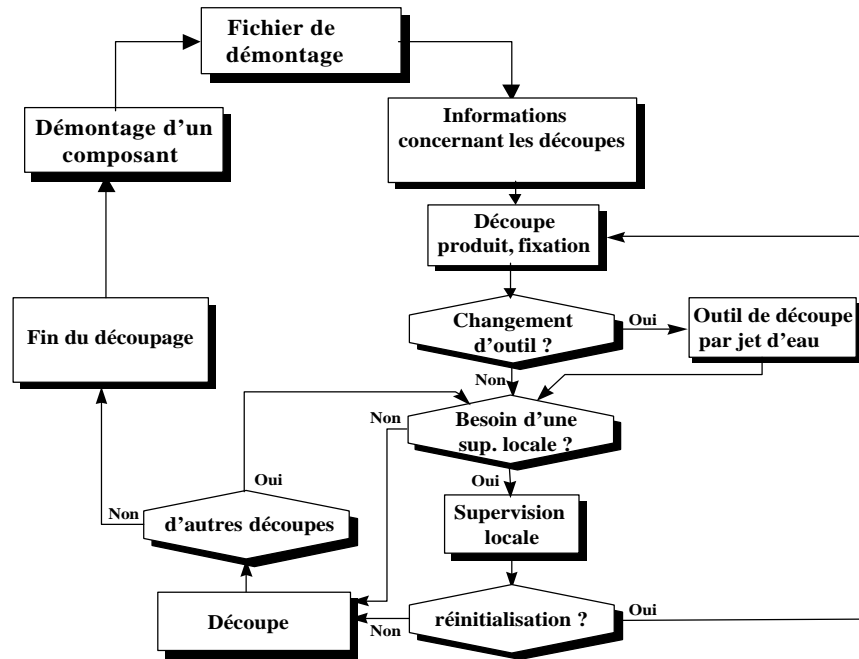 Fichier de
démontage
Démontage d'un
composant
Informations
concernant les découpes
Découpe
produit, fixation
Changement
d'outil ?
Oui
Outil de découpe
par jet d'eau
Fin du découpage
Non
Besoin d'une
sup. locale ?
Non
Oui
Oui
d'autres découpes
Non
Supervision
locale
Découpe
réinitialisation ?
Oui
Non